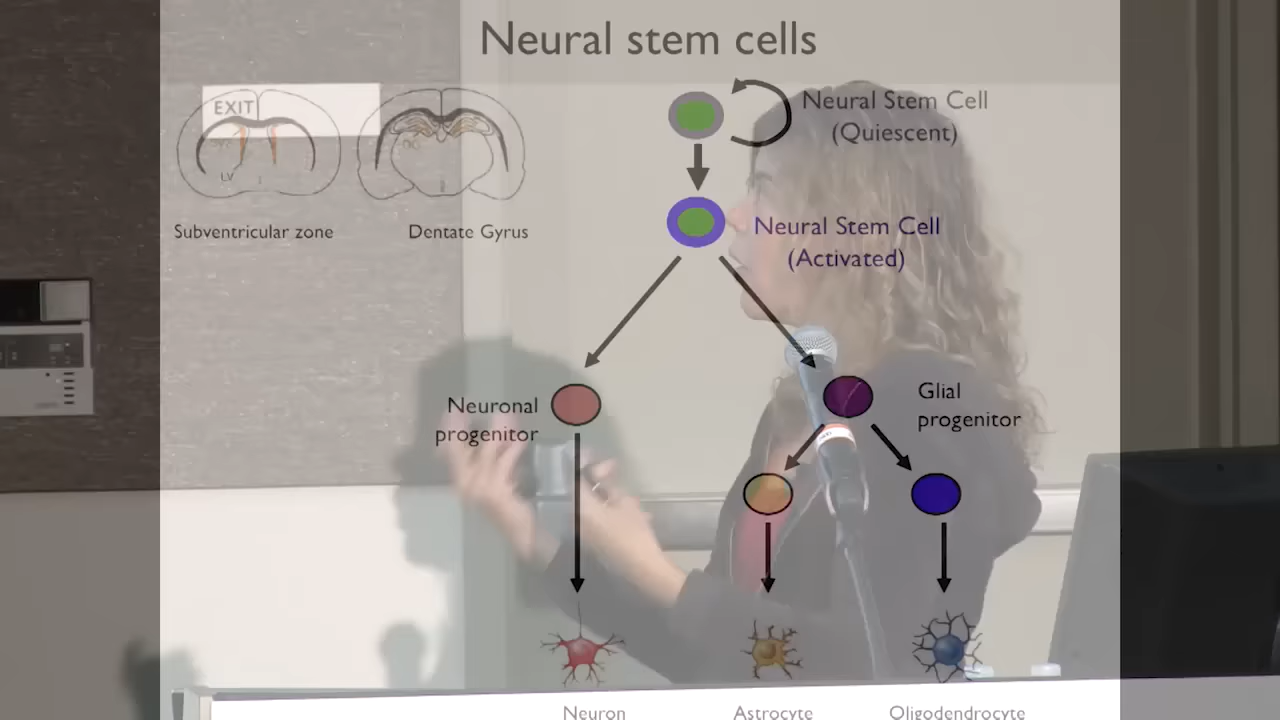 Neural stem cells
EXIT
LV
Subventricular zone
Dentate Gyrus
Neural Stem Cell
(Quiescent)
Neural Stem Cell
(Activated)
Neuronal
progenitor
Glial
progenitor
Neuron
Astrocyte
Oligodendrocyte